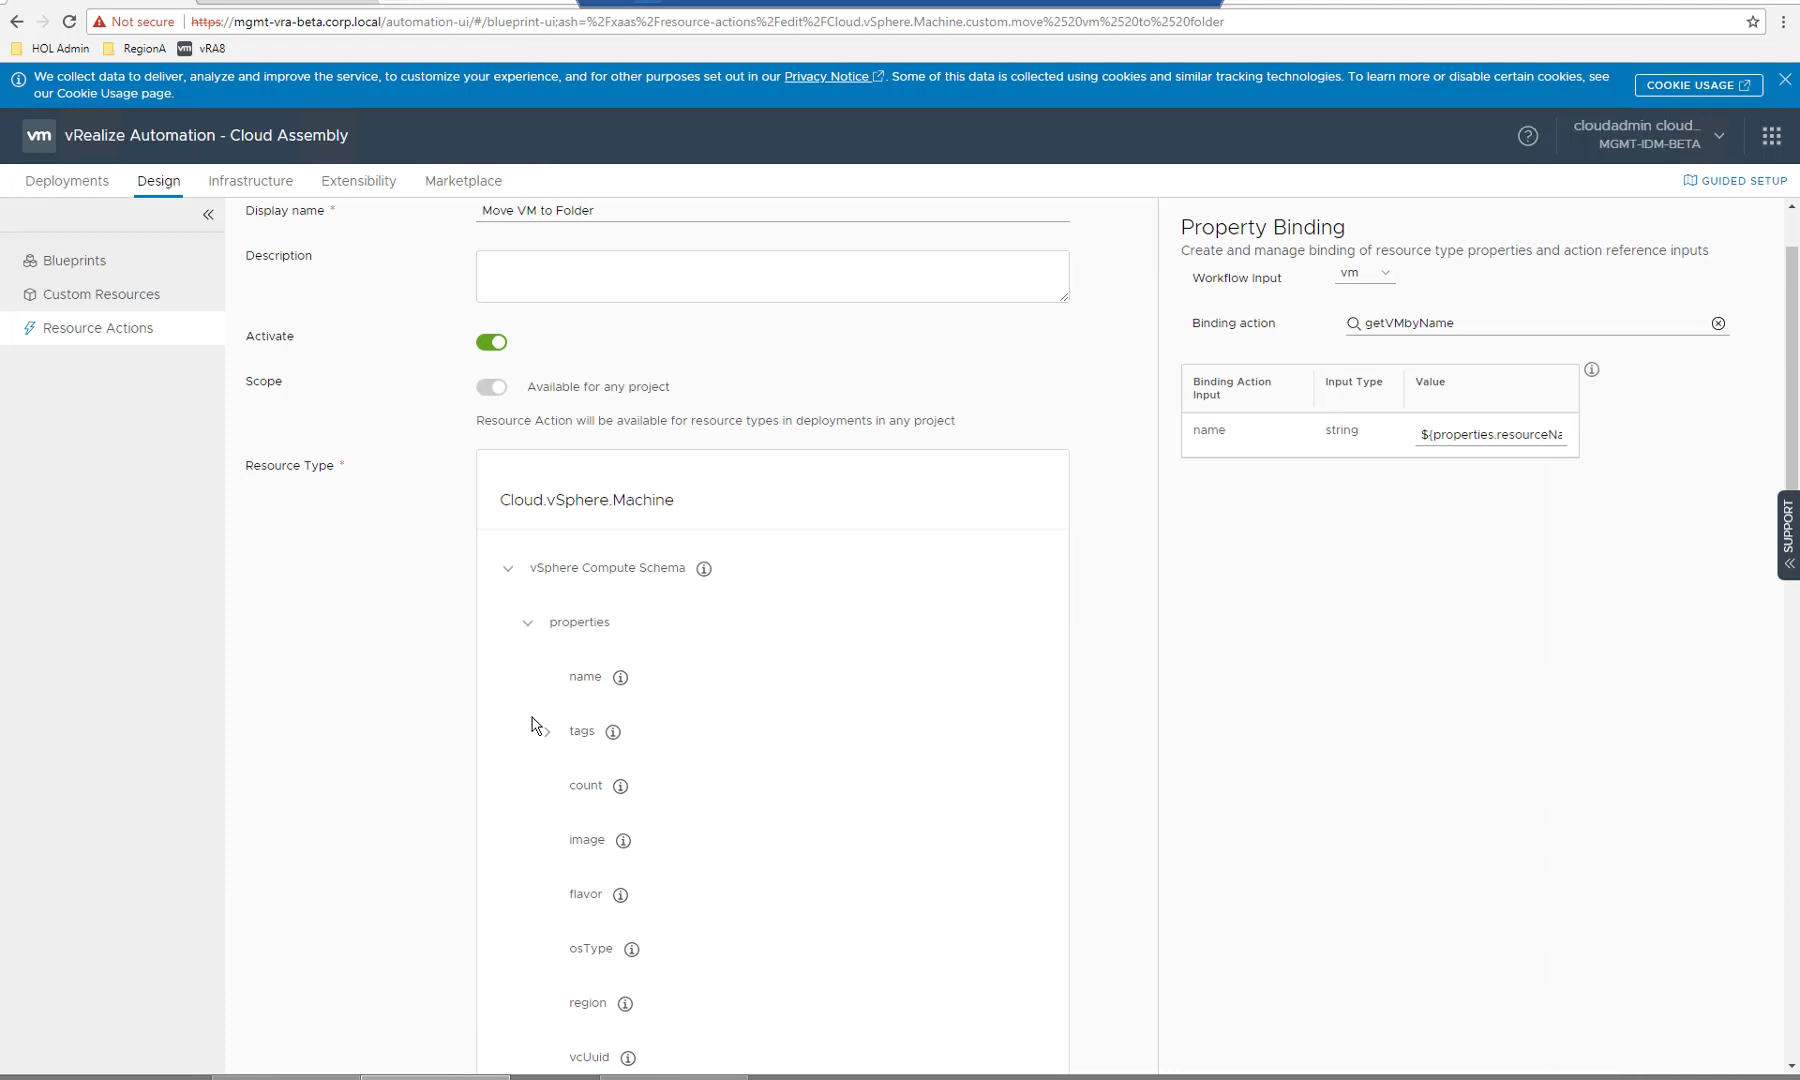 Not secure | https://mgmt-vra-beta.corp.local/automation-ui/#/blueprint-ui;ash=%2Fxaas%2Fresource-actions%2Fedit%2FCloud.vSphere.Machine.custom.move%2520vm%2520to%2520folder
HOL Admin RegionA vm vRA8
We collect data to deliver, analyze and improve the service, to customize your experience, and for other purposes set out in our Privacy Notice. Some of this data is collected using cookies and similar tracking technologies. To learn more or disable certain cookies, see
our Cookie Usage page.
COOKIE USAGE
vm vRealize Automation - Cloud Assembly
cloudadmin cloud...
MGMT-IDM-BETA
Deployments Design Infrastructure Extensibility Marketplace
GUIDED SETUP
Blueprints
Custom Resources
Resource Actions
Display name * Move VM to Folder
Description
Activate
Scope Available for any project
Resource Action will be available for resource types in deployments in any project
Resource Type *
Cloud.vSphere.Machine
vSphere Compute Schema
properties
name
tags
count
image
flavor
osType
region
vcUuid
Property Binding
Create and manage binding of resource type properties and action reference inputs
Workflow Input vm
Binding action getVMbyName
Binding Action Input Input Type Value
name string ${properties.resourceNa
SUPPORT